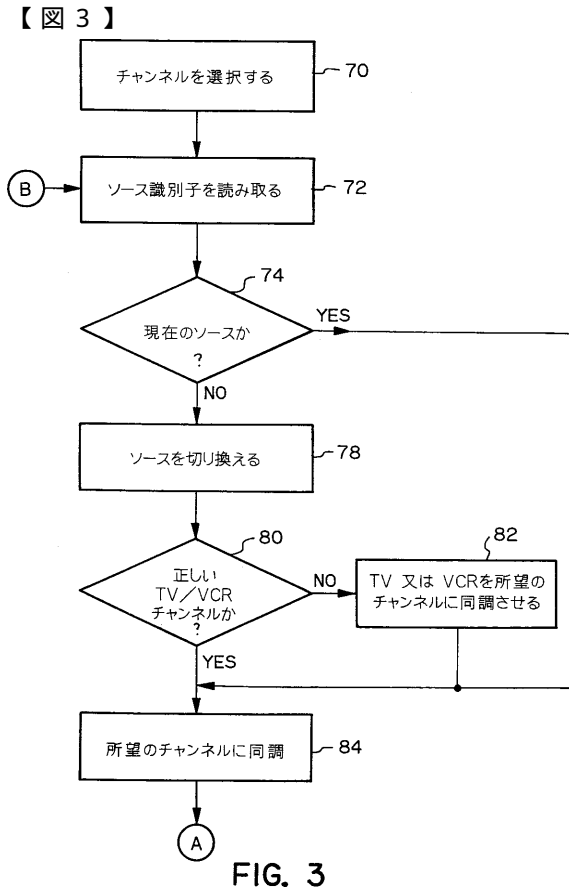 【図3】
チャンネルを選択する
70
B
ソース識別子を読み取る
72
74
現在のソースか
?
YES
NO
ソースを切り換える
78
80
正しい
TV/VCR
チャンネルか
?
NO
82
TV 又は VCRを所望の
チャンネルに同調させる
YES
所望のチャンネルに同調
84
A
FIG. 3